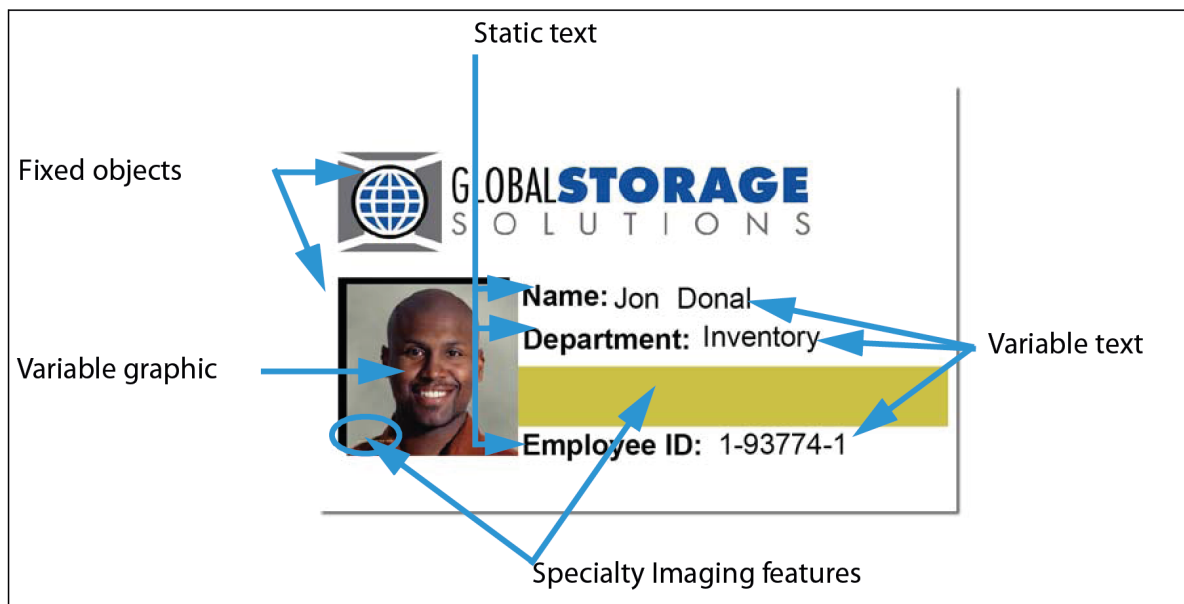 Static text
Fixed objects
GLOBALSTORAGE
SOLUTIONS
Name: Jon Donal
Department: Inventory
Variable text
Variable graphic
Employee ID: 1-93774-1
Specialty Imaging features